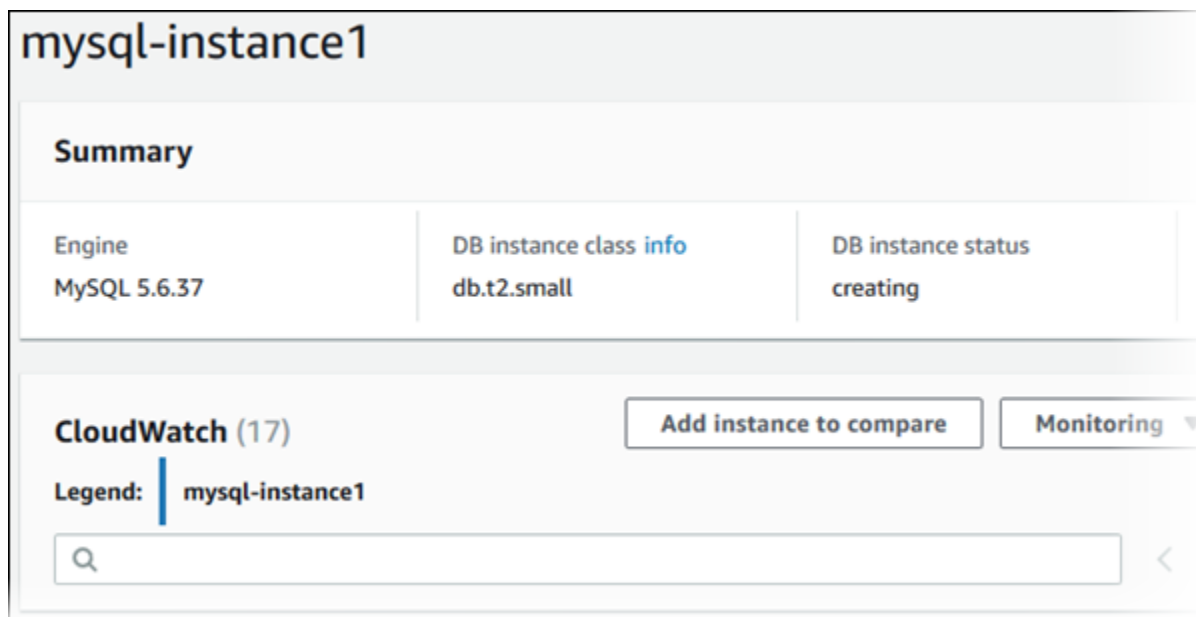 mysql-instance1
Summary
Engine
DB instance class info
DB instance status
MySQL 5.6.37
db.t2.small
creating
CloudWatch (17)
Add instance to compare
Monitoring
Legend: mysql-instance1